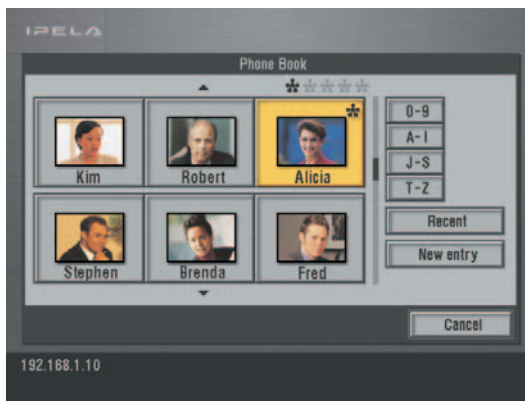 IPELA
Phone Book
Kim
Robert
Alicia
Stephen
Brenda
Fred
0-9
A-I
J-S
T-Z
Recent
New entry
Cancel
192.168.1.10